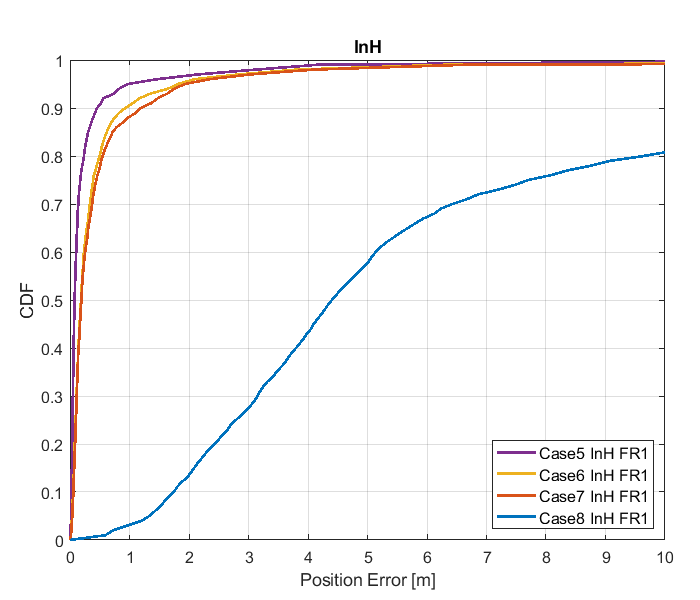 InH
1
0.9
0.8
0.7
0.6
0.5
0.4
0.3
0.2
0.1
0
CDF
Case5 InH FR1
Case6 InH FR1
Case7 InH FR1
Case8 InH FR1
0 1 2 3 4 5 6 7 8 9 10
Position Error [m]